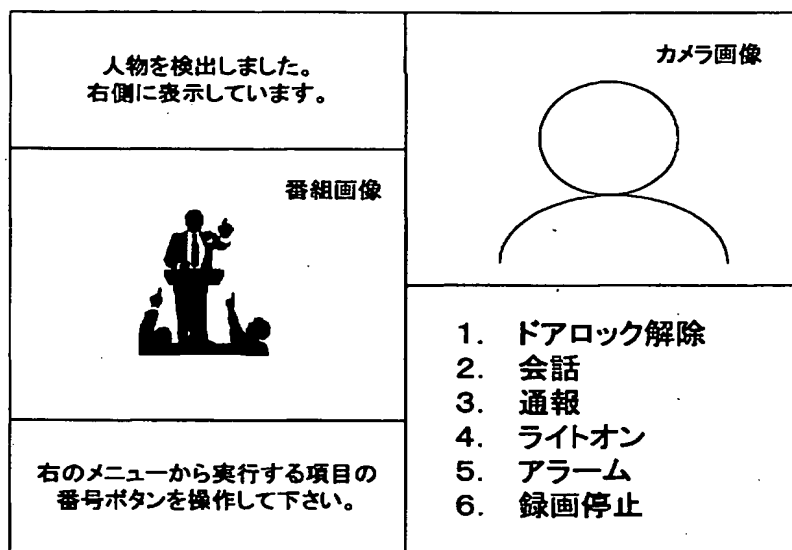 人物を検出しました。
右側に表示しています。
番組画像
右のメニューから実行する項目の
番号ボタンを操作して下さい。
カメラ画像
1. ドアロック解除
2. 会話
3. 通報
4. ライトオン
5. アラーム
6. 録画停止